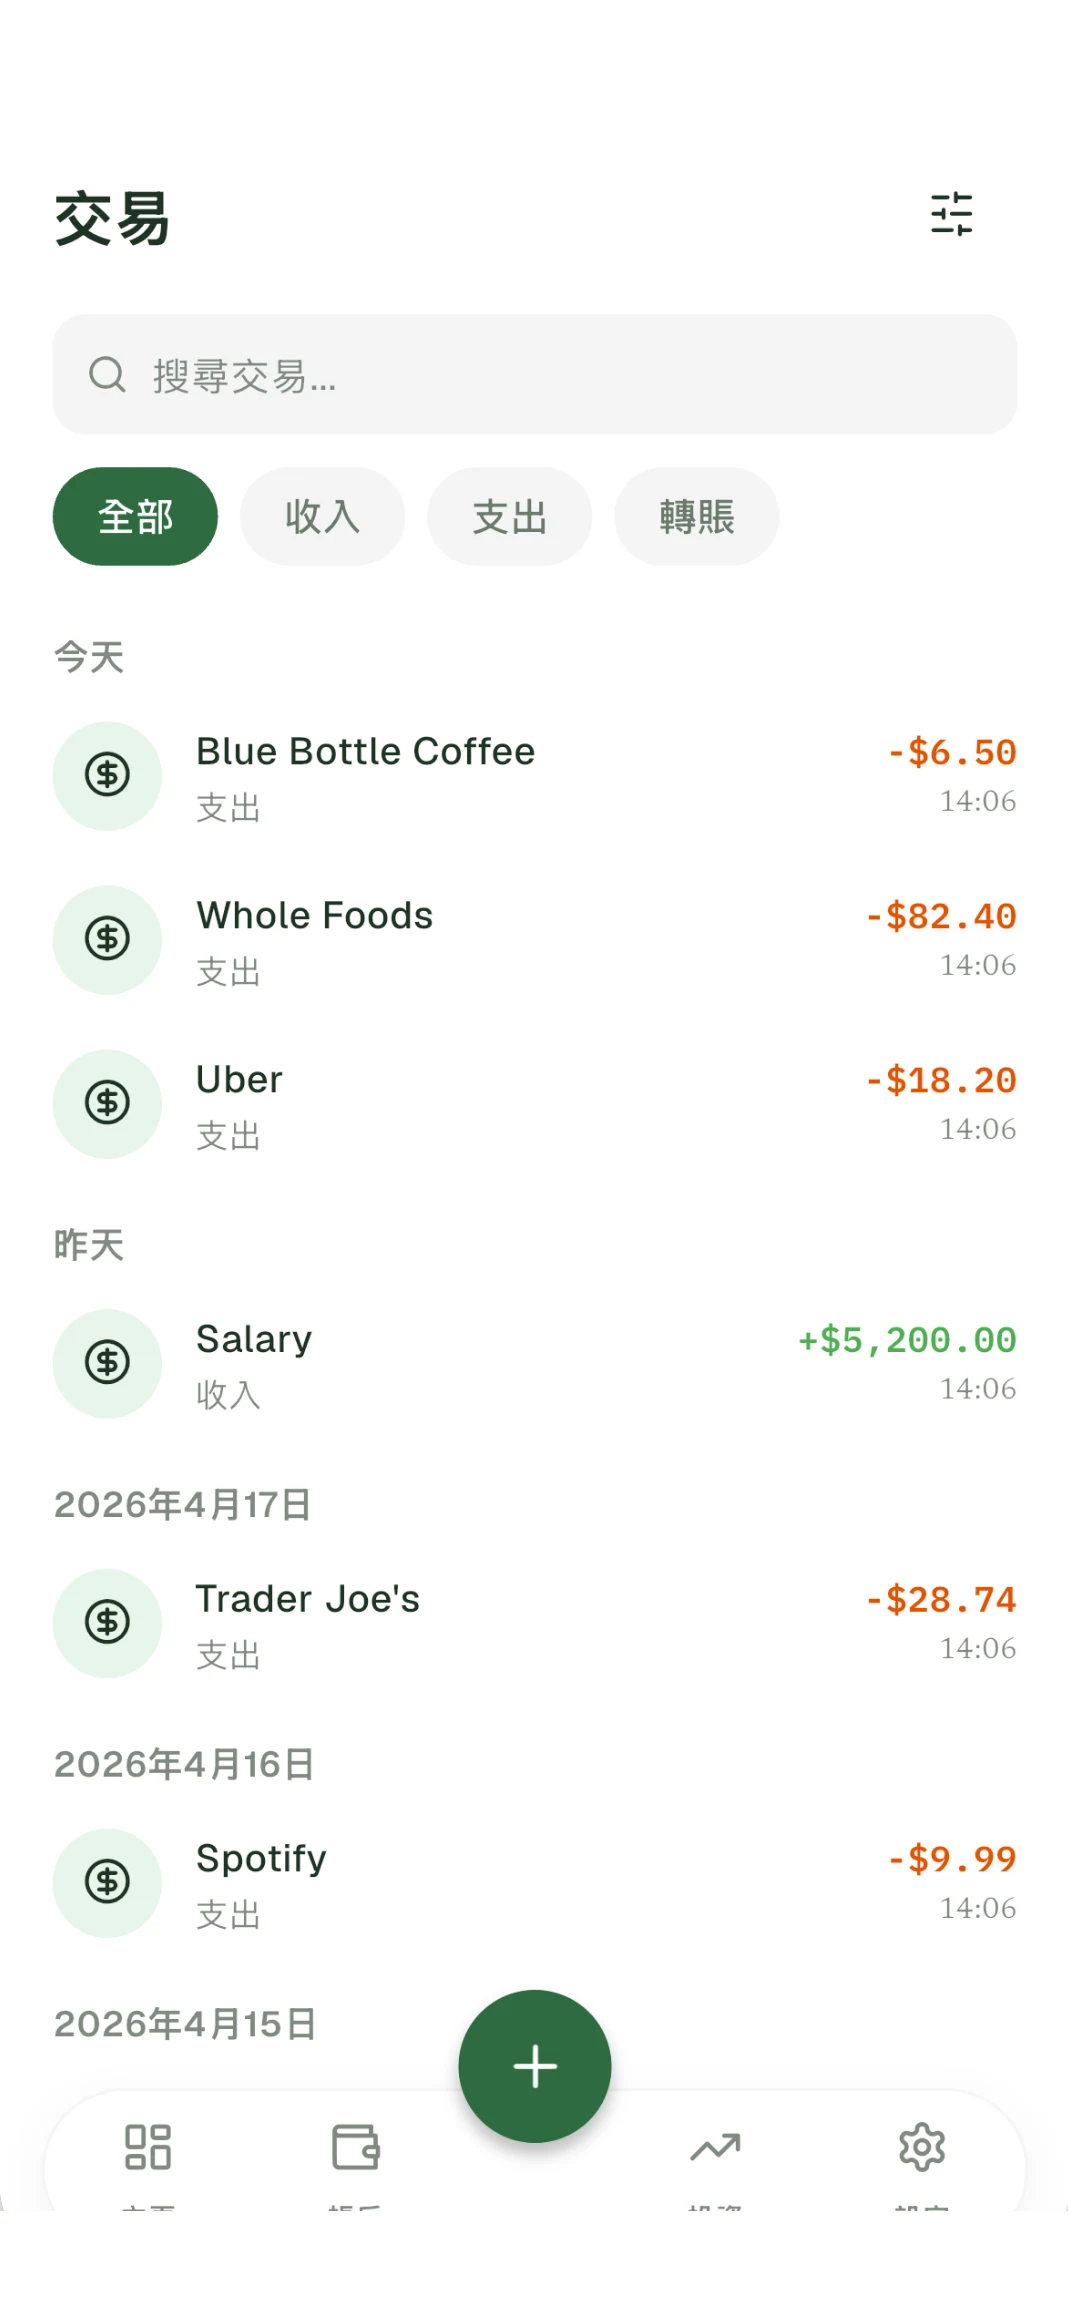 交易
搜尋交易...
全部 收入 支出 轉賬
今天
Blue Bottle Coffee -$6.50
支出 14:06
Whole Foods -$82.40
支出 14:06
Uber -$18.20
支出 14:06
昨天
Salary +$5,200.00
收入 14:06
2026年4月17日
Trader Joe's -$28.74
支出 14:06
2026年4月16日
Spotify -$9.99
支出 14:06
2026年4月15日